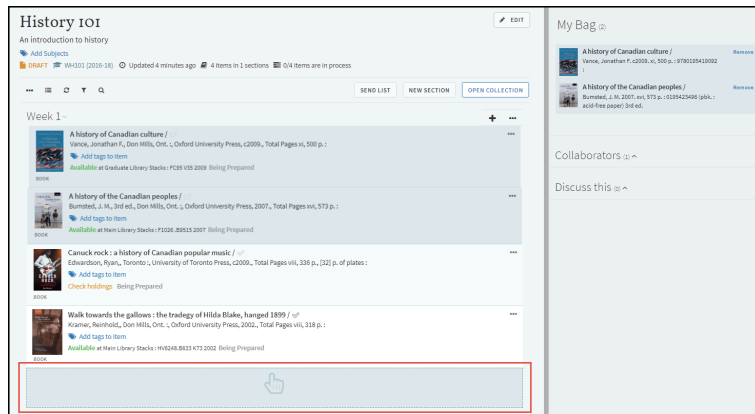 History 101
EDIT
An introduction to history
Add Subjects
DRAFT WH101 (2016-18) Updated 4 minutes ago 4 items in 1 sections 0/4 items are in process
SEND LIST
NEW SECTION
OPEN COLLECTION
Week 1
A history of Canadian culture /
Vance, Jonathan F., Don Mills, Ont. :, Oxford University Press, c2009., Total Pages xi, 500 p. :
Add tags to item
Available at Graduate Library Stacks : FC95 V35 2009 Being Prepared
BOOK
A history of the Canadian peoples /
Bumsted, J. M., 3rd ed., Don Mills, Ont. :, Oxford University Press, 2007., Total Pages xvi, 573 p. :
Add tags to item
Available at Main Library Stacks : F1026 .B9515 2007 Being Prepared
BOOK
Canuck rock : a history of Canadian popular music /
Edwardson, Ryan,, Toronto :, University of Toronto Press, c2009., Total Pages viii, 336 p., [32] p. of plates :
Add tags to item
Check holdings Being Prepared
BOOK
Walk towards the gallows : the tradegy of Hilda Blake, hanged 1899 /
Kramer, Reinhold,, Don Mills, Ont. :, Oxford University Press, 2002., Total Pages viii, 318 p. :
Add tags to item
Available at Main Library Stacks : HV6248.B633 K73 2002 Being Prepared
BOOK
My Bag (2)
A history of Canadian culture /
Remove
Vance, Jonathan F. c2009. xi, 500 p. : 9780195419092
:
A history of the Canadian peoples /
Remove
Bumsted, J. M. 2007. xvi, 573 p. : 0195423496 (pbk. :
acid-free paper) 3rd ed.
Collaborators (1)
Discuss this (0)